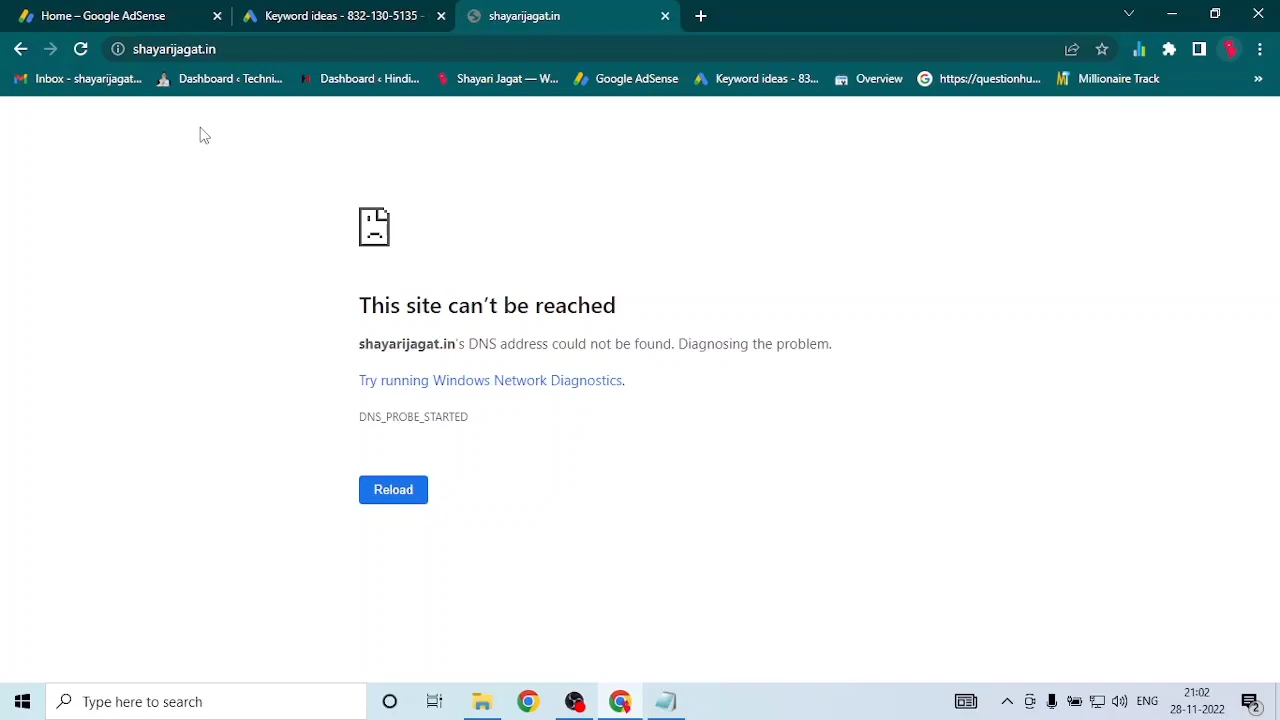 Home – Google AdSense
Keyword ideas - 832-130-5135 -
shayarijagat.in
shayarijagat.in
Inbox - shayarijagat...
Dashboard ‹ Techni...
Dashboard ‹ Hindi...
Shayari Jagat — W...
Google AdSense
Keyword ideas - 83...
Overview
https://questionhu...
Millionaire Track
»
This site can't be reached
shayarijagat.in's DNS address could not be found. Diagnosing the problem.
Try running Windows Network Diagnostics.
DNS_PROBE_STARTED
Reload
Type here to search
ENG
21:02
28-11-2022
2